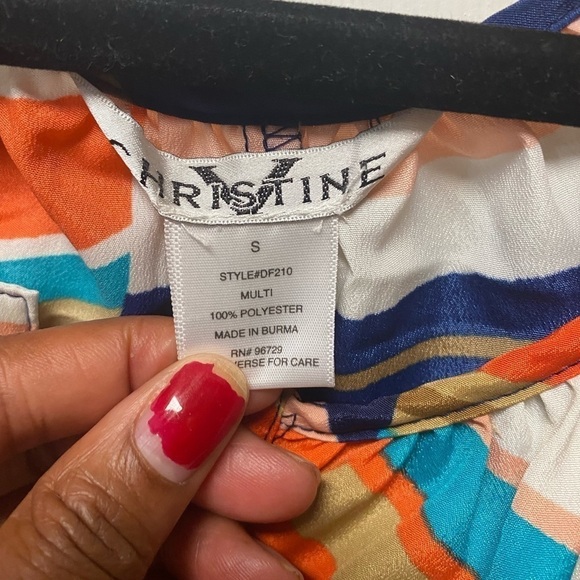 CHRISTINE V
S
STYLE#DF210
MULTI
100% POLYESTER
MADE IN BURMA
RN# 96729
FOR CARE